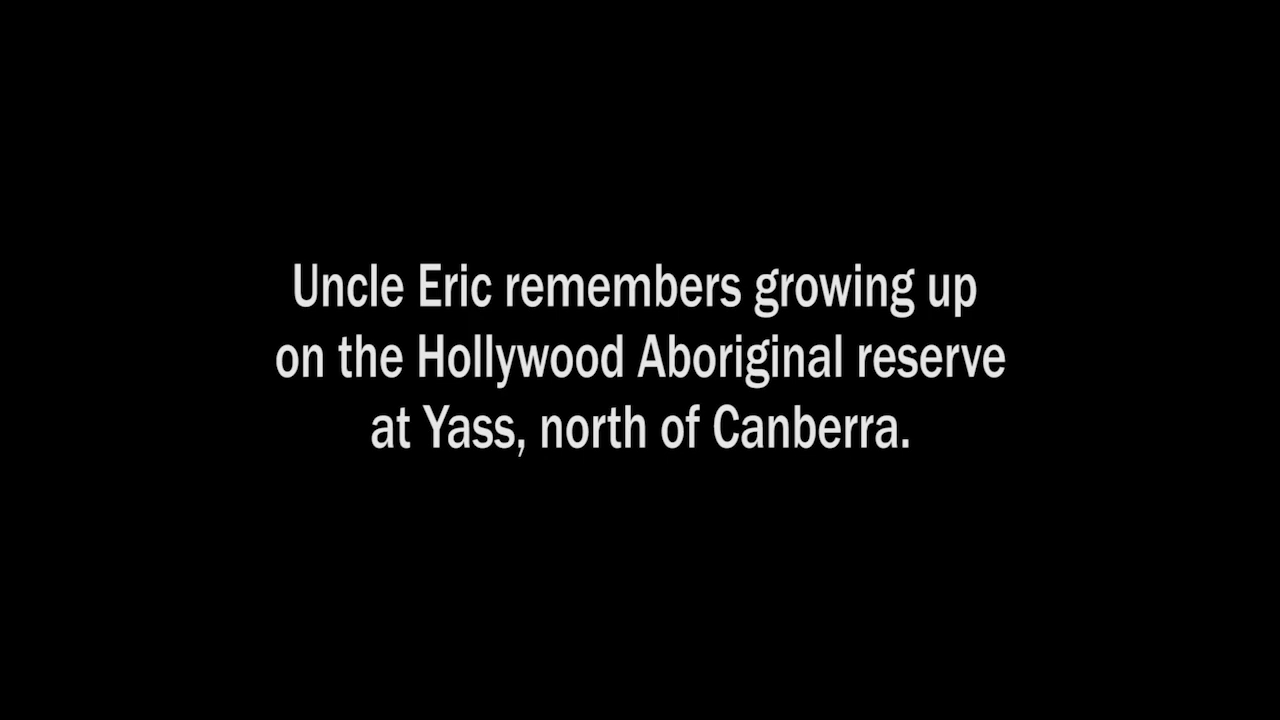 Uncle Eric remembers growing up
on the Hollywood Aboriginal reserve
at Yass, north of Canberra.